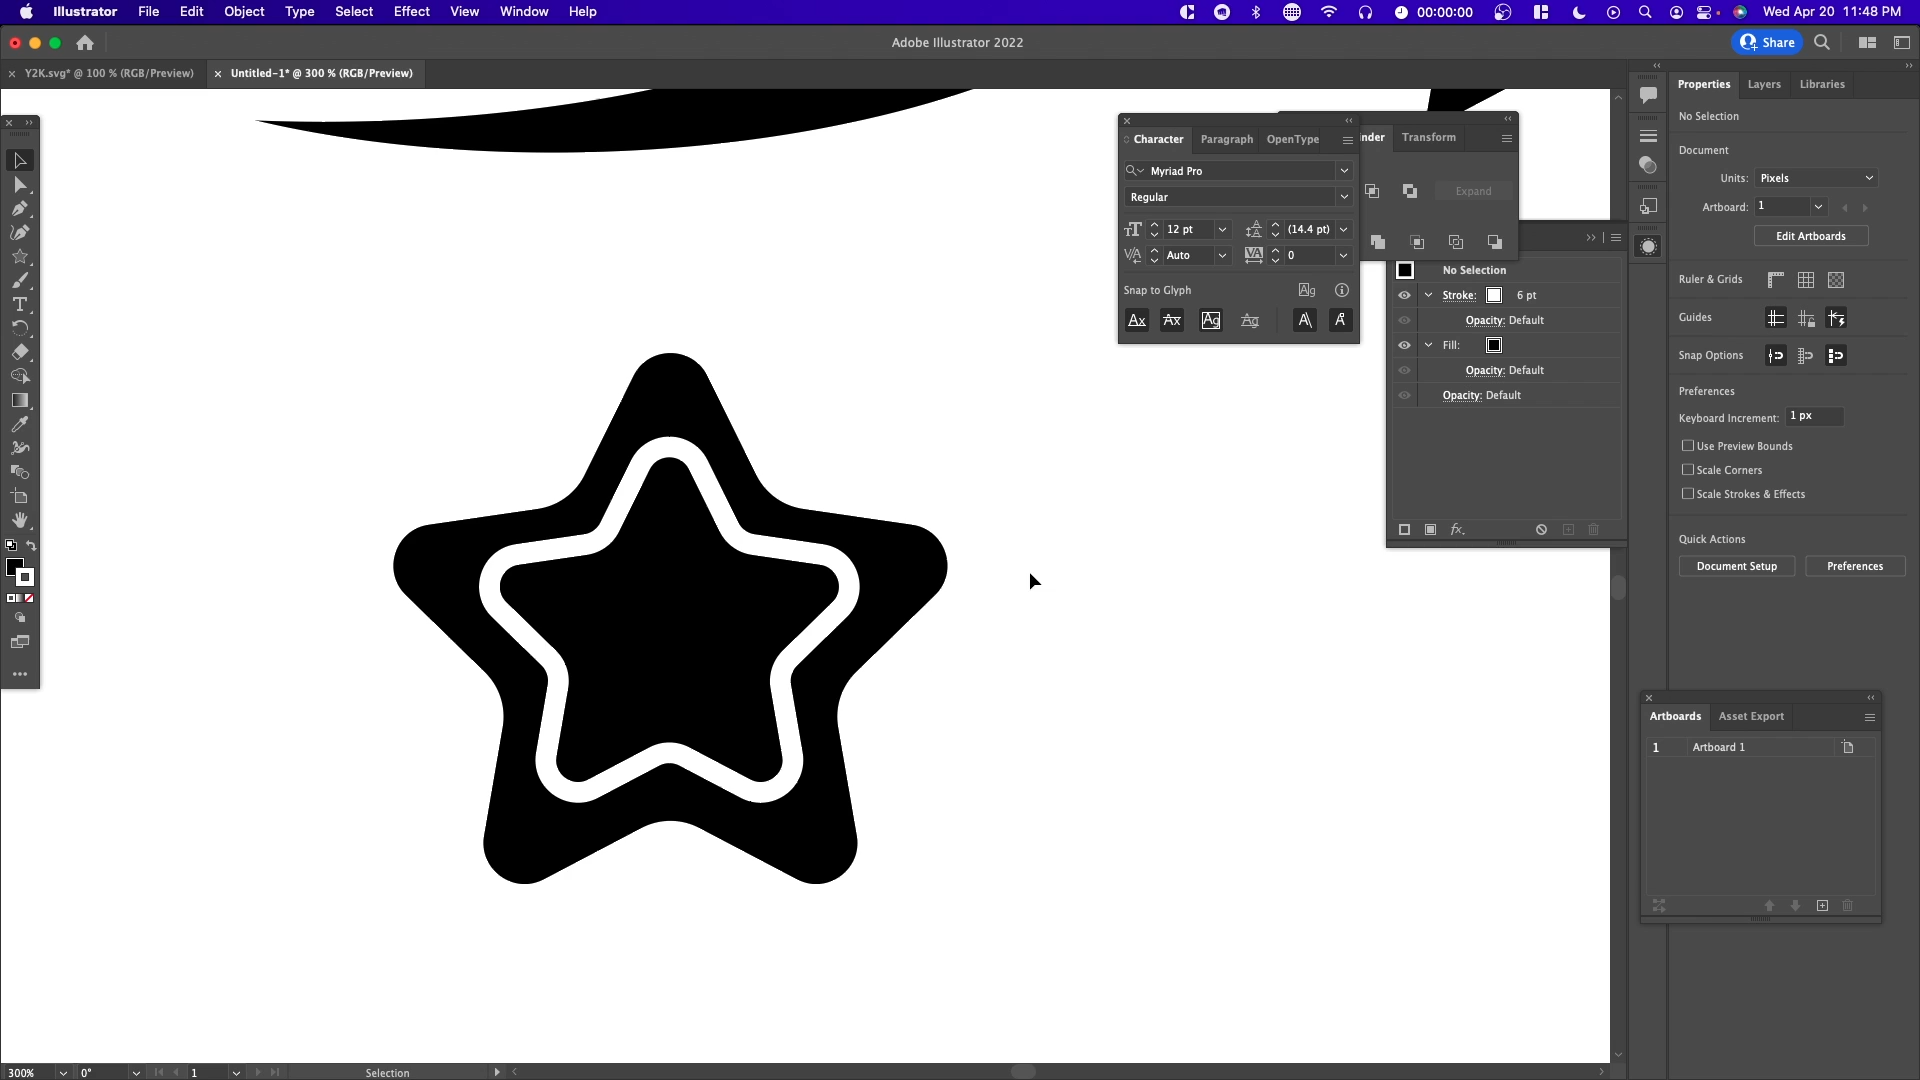 Illustrator File Edit Object Type Select Effect View Window Help 00:00:00 Wed Apr 20 11:48 PM
Adobe Illustrator 2022 Share
Y2K.svg* @ 100 % (RGB/Preview) Untitled-1* @ 300 % (RGB/Preview)
Properties Layers Libraries
No Selection
Document
Units: Pixels
Artboard: 1
Edit Artboards
Ruler & Grids
Guides
Snap Options
Preferences
Keyboard Increment: 1 px
Use Preview Bounds
Scale Corners
Scale Strokes & Effects
Quick Actions
Document Setup Preferences
Character Paragraph OpenType
Myriad Pro
Regular
12 pt (14.4 pt)
Auto 0
Snap to Glyph
inder Transform
Expand
No Selection
Stroke: 6 pt
Opacity: Default
Fill:
Opacity: Default
Opacity: Default
Artboards Asset Export
1 Artboard 1
300% 0° 1 Selection